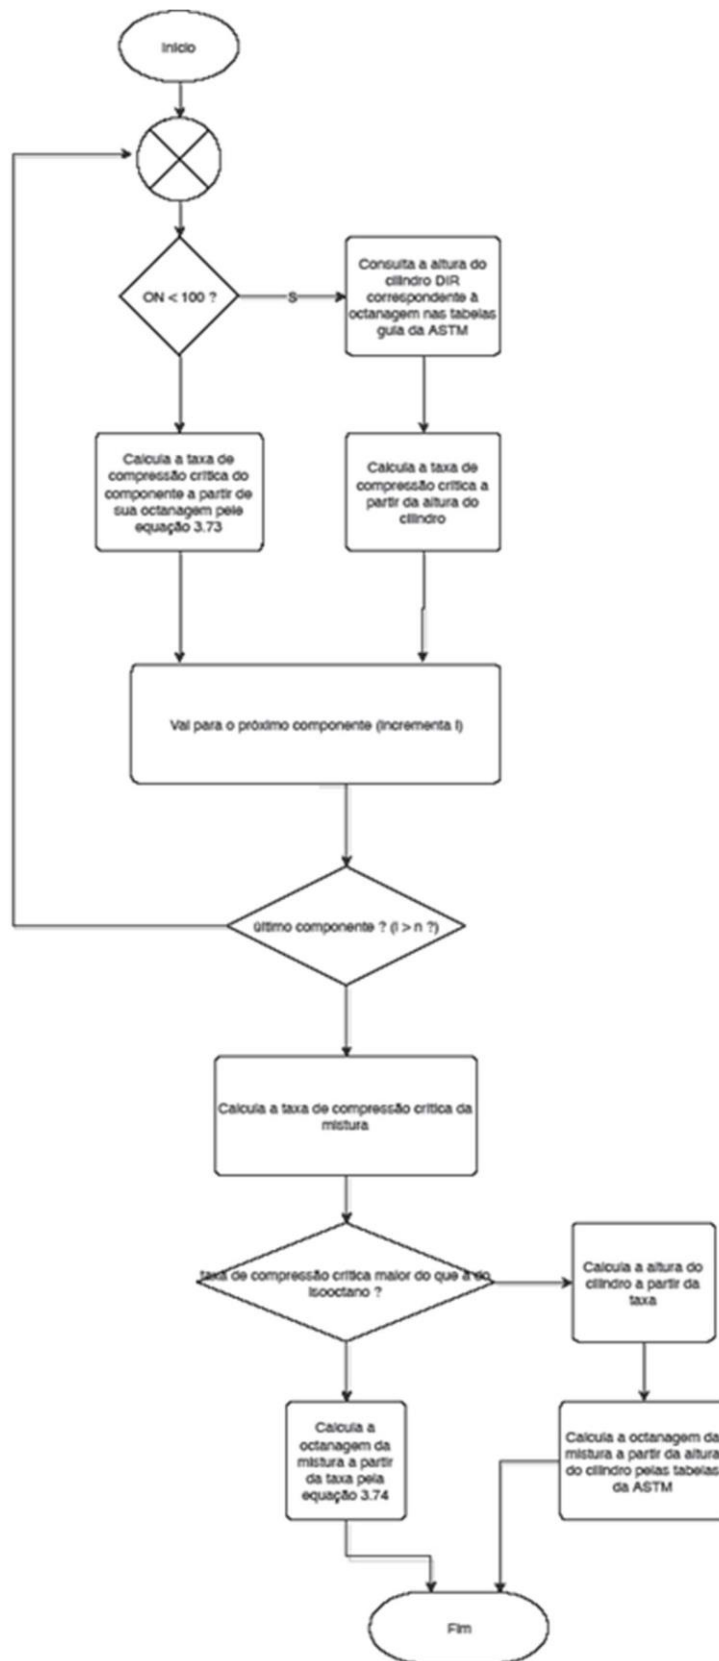 Início
ON < 100 ?
S
Consulta a altura do
cilindro DIR
correspondente à
octanagem nas tabelas
guia da ASTM
Calcula a taxa de
compressão crítica do
componente a partir de
sua octanagem pela
equação 3.73
Calcula a taxa de
compressão crítica a
partir da altura do
cilindro
Vai para o próximo componente (incrementa i)
último componente ? (i > n ?)
Calcula a taxa de compressão crítica da
mistura
taxa de compressão crítica maior do que a do
isooctano ?
Calcula a altura do
cilindro a partir da
taxa
Calcula a
octanagem da
mistura a partir
da taxa pela
equação 3.74
Calcula a octanagem da
mistura a partir da altura
do cilindro pelas tabelas
da ASTM
Fim